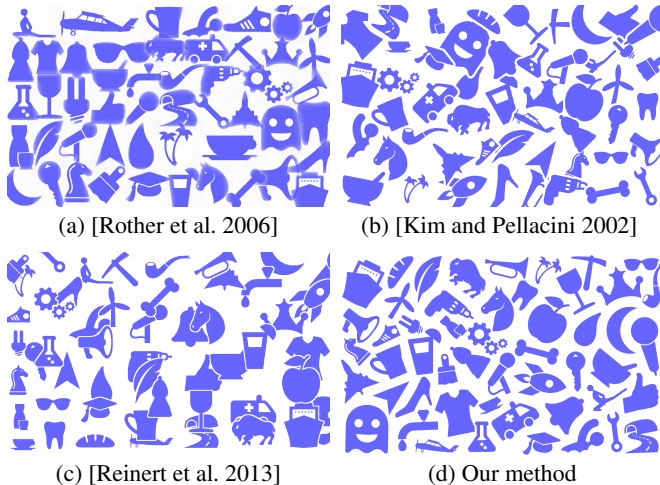 (a) [Rother et al. 2006]
(b) [Kim and Pellacini 2002]
(c) [Reinert et al. 2013]
(d) Our method